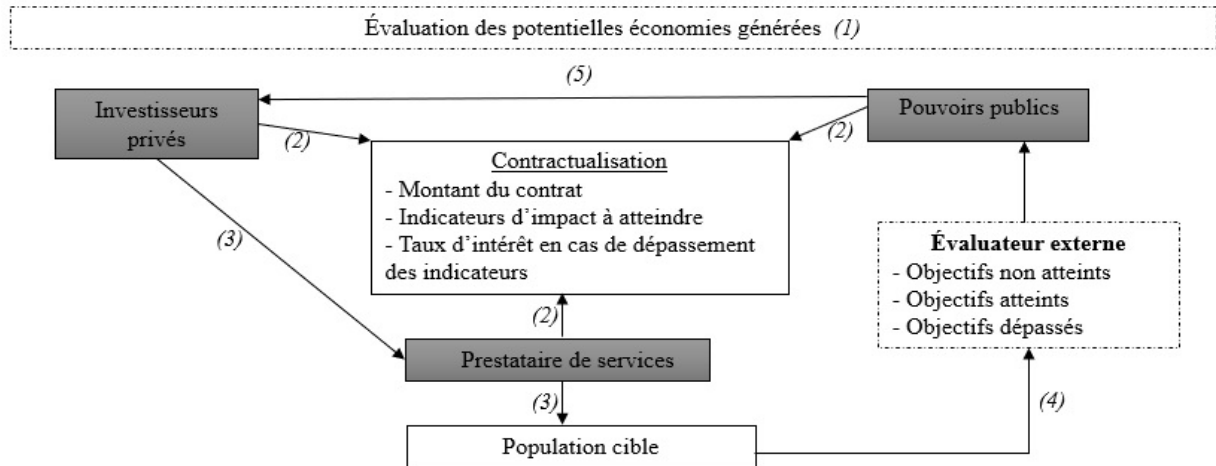 Évaluation des potentielles économies générées (1)
(5)
Investisseurs
privés
Pouvoirs publics
(2)
(2)
Contractualisation
- Montant du contrat
- Indicateurs d’impact à atteindre
- Taux d’intérêt en cas de dépassement
des indicateurs
(3)
Évaluateur externe
- Objectifs non atteints
- Objectifs atteints
- Objectifs dépassés
(2)
Prestataire de services
(3)
(4)
Population cible